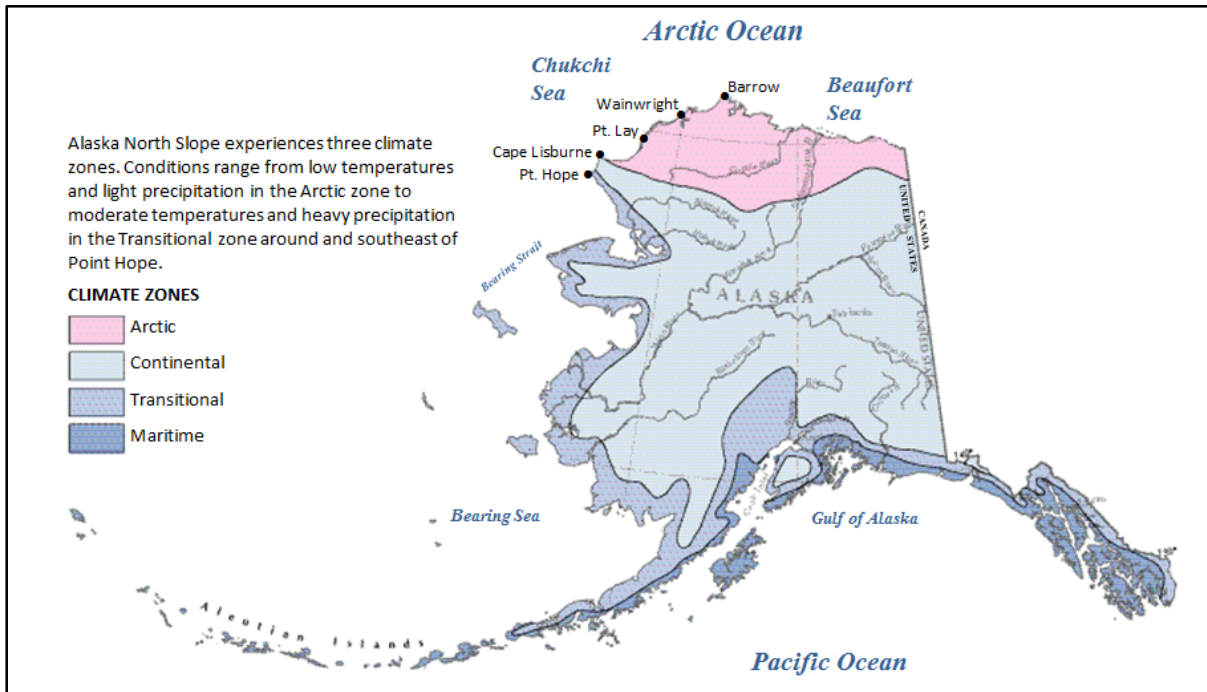 Arctic Ocean
Chukchi
Sea
Beaufort
Sea
Barrow
Wainwright
Pt. Lay
Cape Lisburne
Pt. Hope
Alaska North Slope experiences three climate
zones. Conditions range from low temperatures
and light precipitation in the Arctic zone to
moderate temperatures and heavy precipitation
in the Transitional zone around and southeast of
Point Hope.
CLIMATE ZONES
Arctic
Continental
Transitional
Maritime
Bearing Strait
CANADA
UNITED STATES
ALASKA
UNITED STATES
Bearing Sea
Gulf of Alaska
Aleutian Islands
Pacific Ocean